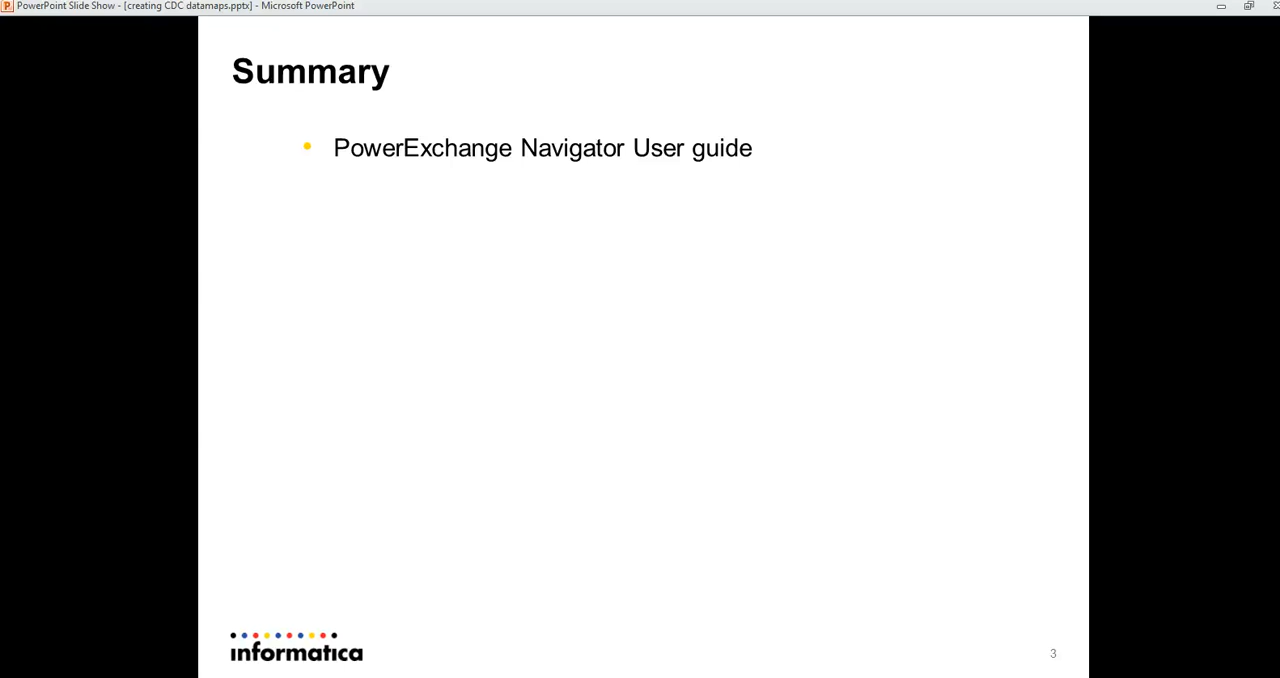 PowerPoint Slide Show - [creating CDC datamaps.pptx] - Microsoft PowerPoint
Summary
• PowerExchange Navigator User guide
informatica
3